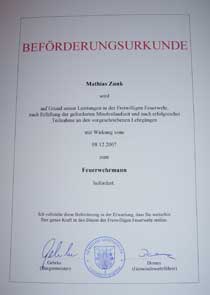 BEFÖRDERUNGSURKUNDE
Mathias Zunk
wird
auf Grund seiner Leistungen in der Freiwilligen Feuerwehr,
nach Erfüllung der geforderten Mindestlaufzeit und nach erfolgreicher
Teilnahme an den vorgeschriebenen Lehrgängen
mit Wirkung vom
08.12.2007
zum
Feuerwehrmann
befördert.
Ich vollziehe diese Beförderung in der Erwartung, dass Sie weiterhin
Ihre ganze Kraft in den Dienst der Freiwilligen Feuerwehr stellen.
(Bürgermeister)
(Gemeindewehrführer)